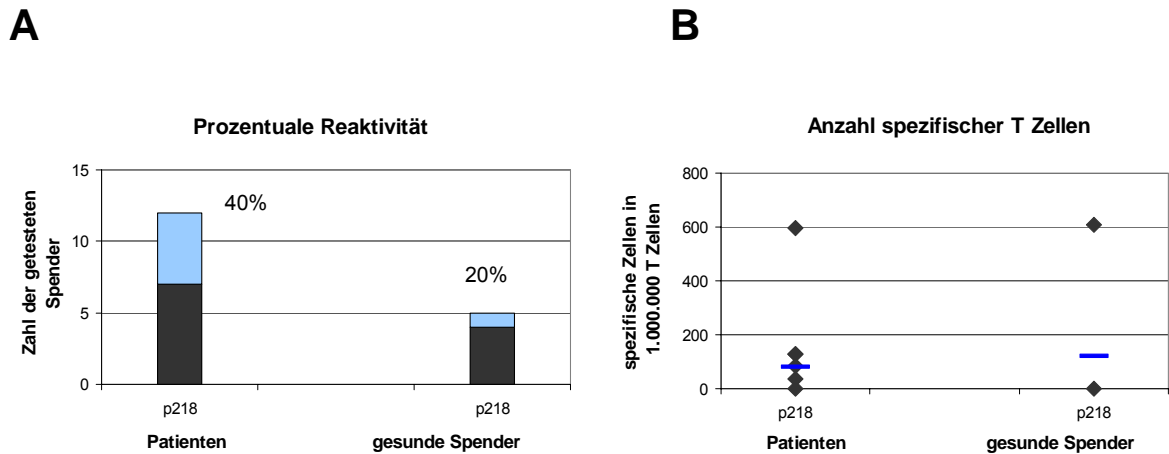 A
B
Prozentuale Reaktivität
Zahl der getesteten
Spender
15
10
5
0
40%
20%
p218
p218
Patienten
gesunde Spender
Anzahl spezifischer T Zellen
spezifische Zellen in
1.000.000 T Zellen
800
600
400
200
0
p218
p218
Patienten
gesunde Spender